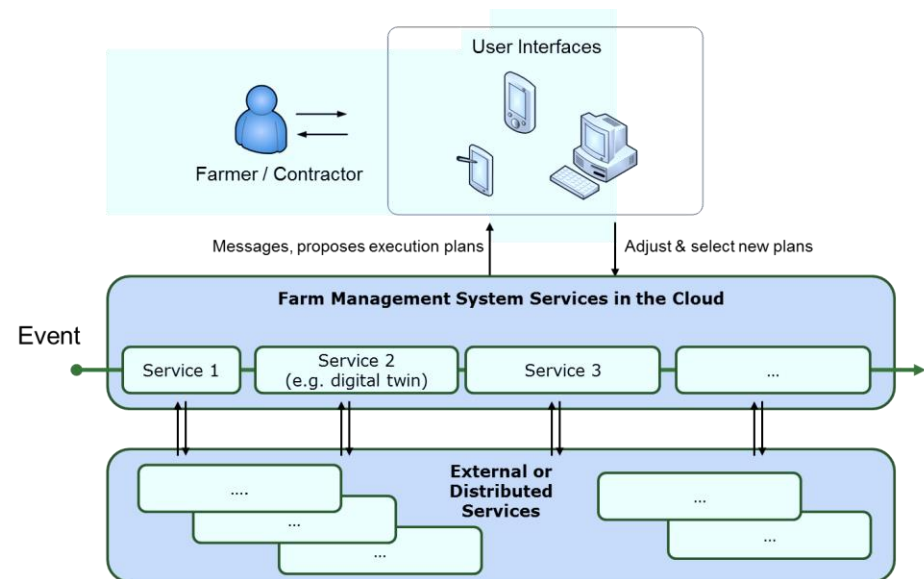 User Interfaces
Farmer / Contractor
Messages, proposes execution plans
Adjust & select new plans
Farm Management System Services in the Cloud
Event
Service 1
Service 2
(e.g. digital twin)
Service 3
...
External or
Distributed
Services
....
...
...
...
...